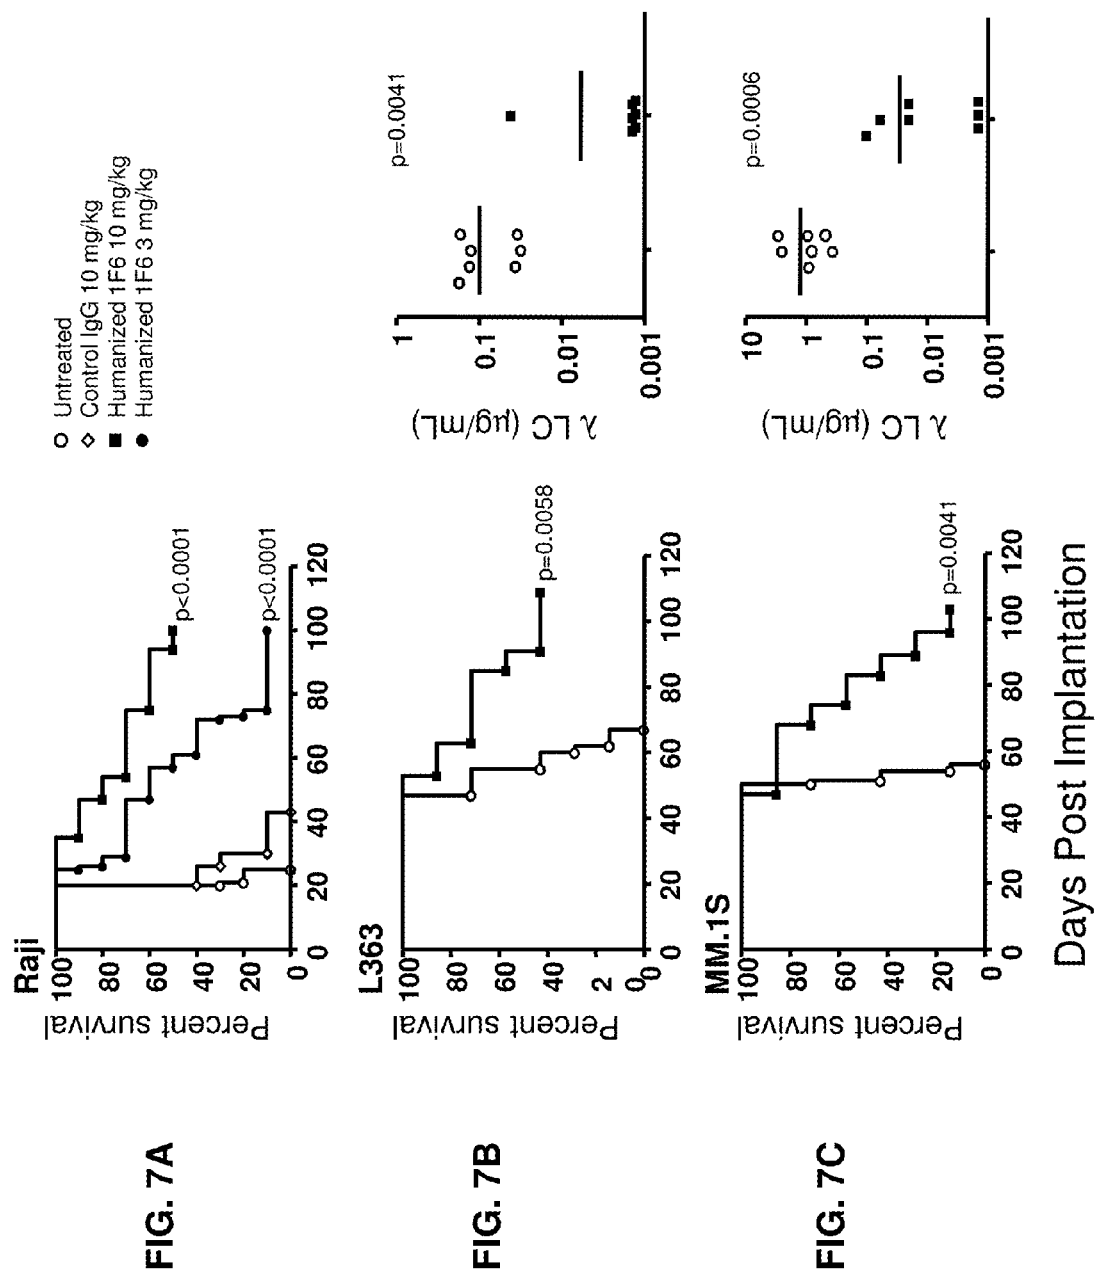 FIG. 7A
Raji
Percent survival
100
80
60
40
20
0
0 20 40 60 80 100 120
p<0.0001
p<0.0001
Untreated
Control IgG 10 mg/kg
Humanized 1F6 10 mg/kg
Humanized 1F6 3 mg/kg
FIG. 7B
L363
Percent survival
100
80
60
40
2
0
0 20 40 60 80 100 120
p=0.0058
λ LC (µg/mL)
1
0.1
0.01
0.001
p=0.0041
FIG. 7C
MM.1S
Percent survival
100
80
60
40
20
0
0 20 40 60 80 100 120
p=0.0041
λ LC (µg/mL)
10
1
0.1
0.01
0.001
p=0.0006
Days Post Implantation